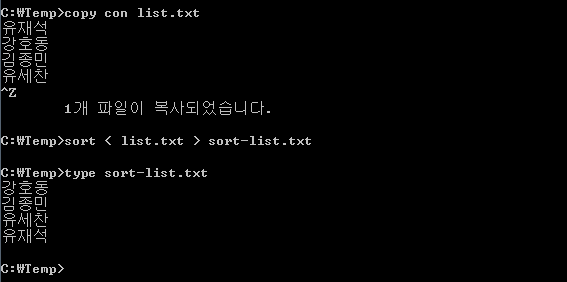 C:₩Temp>copy con list.txt
유재석
강호동
김종민
유세찬
^Z
1개 파일이 복사되었습니다.
C:₩Temp>sort < list.txt > sort-list.txt
C:₩Temp>type sort-list.txt
강호동
김종민
유세찬
유재석
C:₩Temp>